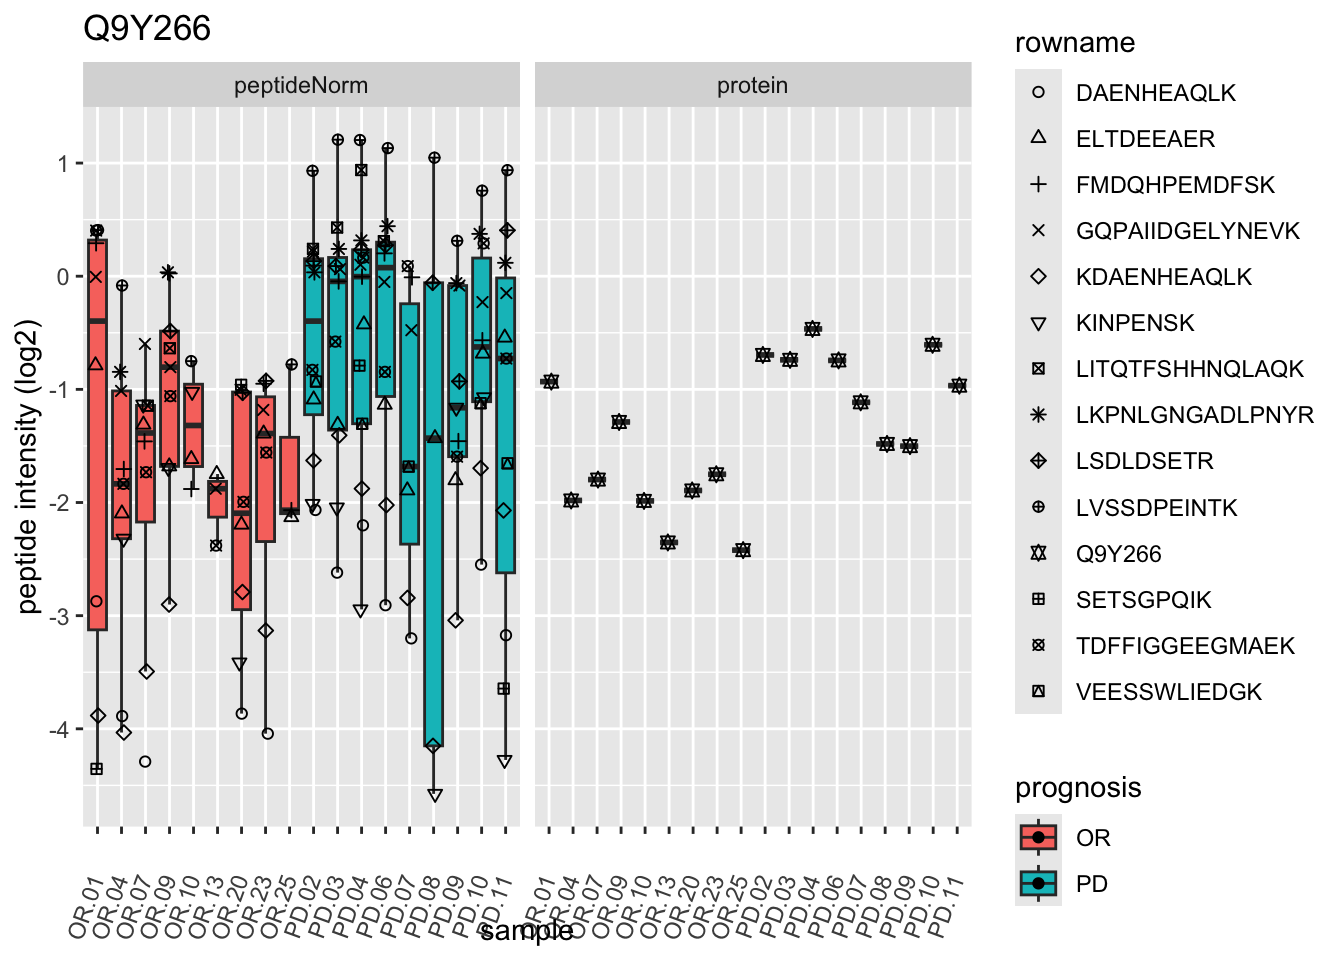 Q9Y266
peptideNorm
protein
peptide intensity (log2)
1
0
-1
-2
-3
-4
OR.01
OR.04
OR.07
OR.09
OR.10
OR.13
OR.20
OR.23
OR.25
PD.02
PD.03
PD.04
PD.06
PD.07
PD.08
PD.09
PD.10
PD.11
OR.01
OR.04
OR.07
OR.09
OR.10
OR.13
OR.20
OR.23
OR.25
PD.02
PD.03
PD.04
PD.06
PD.07
PD.08
PD.09
PD.10
PD.11
sample
rowname
DAENHEAQLK
ELTDEEAER
FMDQHPEMDFSK
GQPAIIDGELYNEVK
KDAENHEAQLK
KINPENSK
LITQTFSHHNQLAQK
LKPNLGNGADLPNYR
LSDLDSETR
LVSSDPEINTK
Q9Y266
SETSGPQIK
TDFFIGGEEGMAEK
VEESSWLIEDGK
prognosis
OR
PD